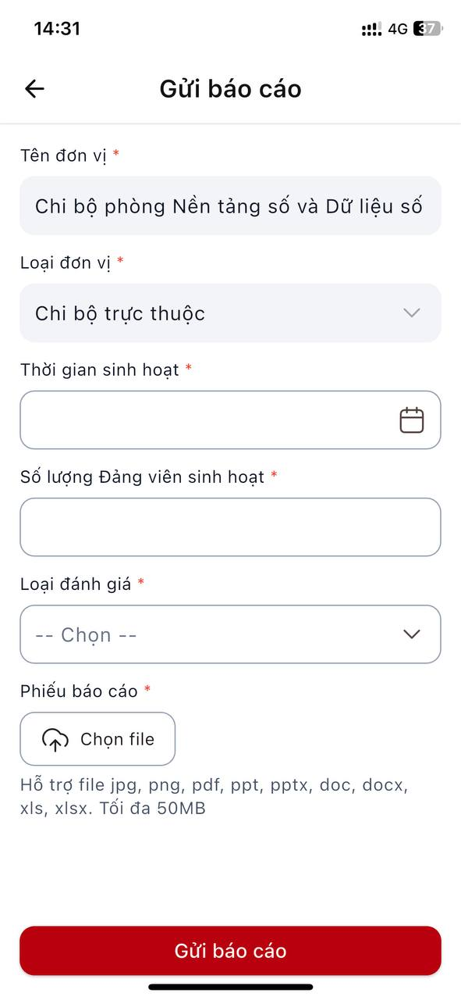 14:31
4G 37
Gửi báo cáo
Tên đơn vị *
Chi bộ phòng Nền tảng số và Dữ liệu số
Loại đơn vị *
Chi bộ trực thuộc
Thời gian sinh hoạt *
Số lượng Đảng viên sinh hoạt *
Loại đánh giá *
-- Chọn --
Phiếu báo cáo *
Chọn file
Hỗ trợ file jpg, png, pdf, ppt, pptx, doc, docx,
xls, xlsx. Tối đa 50MB
Gửi báo cáo